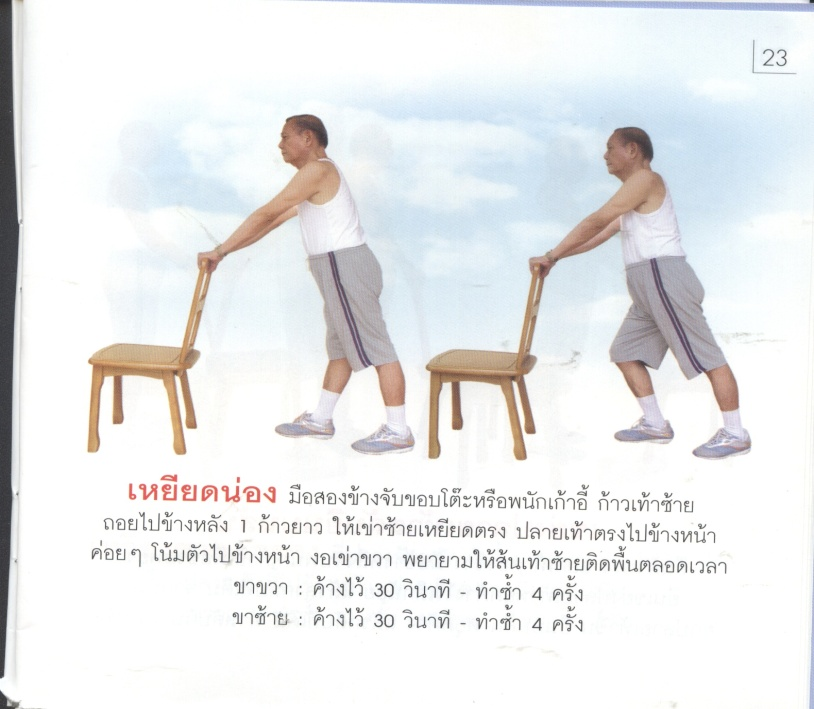 23
เหยียดน่อง มือสองข้างจับขอบโต๊ะหรือพนักเก้าอี้ ก้าวเท้าซ้าย
ถอยไปข้างหลัง 1 ก้าวยาว ให้เข่าซ้ายเหยียดตรง ปลายเท้าตรงไปข้างหน้า
ค่อยๆ โน้มตัวไปข้างหน้า งอเข่าขวา พยายามให้ส้นเท้าซ้ายติดพื้นตลอดเวลา
ขาขวา : ค้างไว้ 30 วินาที - ทำซ้ำ 4 ครั้ง
ขาซ้าย : ค้างไว้ 30 วินาที - ทำซ้ำ 4 ครั้ง